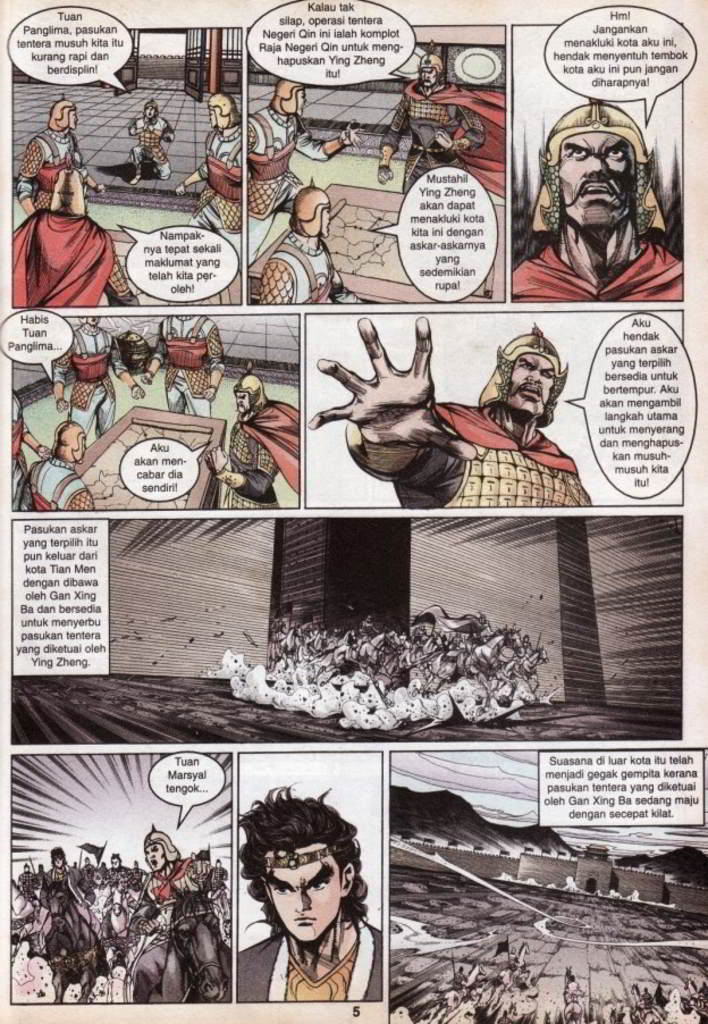 Tuan
Panglima, pasukan
tentera musuh kita itu
kurang rapi dan
berdisplin!
Nampak-
nya tepat sekali
maklumat yang
telah kita per-
oleh!
Kalau tak
silap, operasi tentera
Negeri Qin ini ialah komplot
Raja Negeri Qin untuk meng-
hapuskan Ying Zheng
itu!
Mustahil
Ying Zheng
akan dapat
menakluki kota
kita ini dengan
askar-askarnya
yang
sedemikian
rupa!
Hm!
Jangankan
menakluki kota aku ini,
hendak menyentuh tembok
kota aku ini pun jangan
diharapnya!
Habis
Tuan
Panglima...
Aku
akan men-
cabar dia
sendiri!
Aku
hendak
pasukan askar
yang terpilih
bersedia untuk
bertempur. Aku
akan mengambil
langkah utama
untuk menyerang
dan menghapus-
kan musuh-
musuh kita
itu!
Pasukan askar
yang terpilih itu
pun keluar dari
kota Tian Men
dengan dibawa
oleh Gan Xing
Ba dan bersedia
untuk menyerbu
pasukan tentera
yang diketuai oleh
Ying Zheng.
Tuan
Marsyal
tengok...
Suasana di luar kota itu telah
menjadi gegak gempita kerana
pasukan tentera yang diketuai
oleh Gan Xing Ba sedang maju
dengan secepat kilat.
5